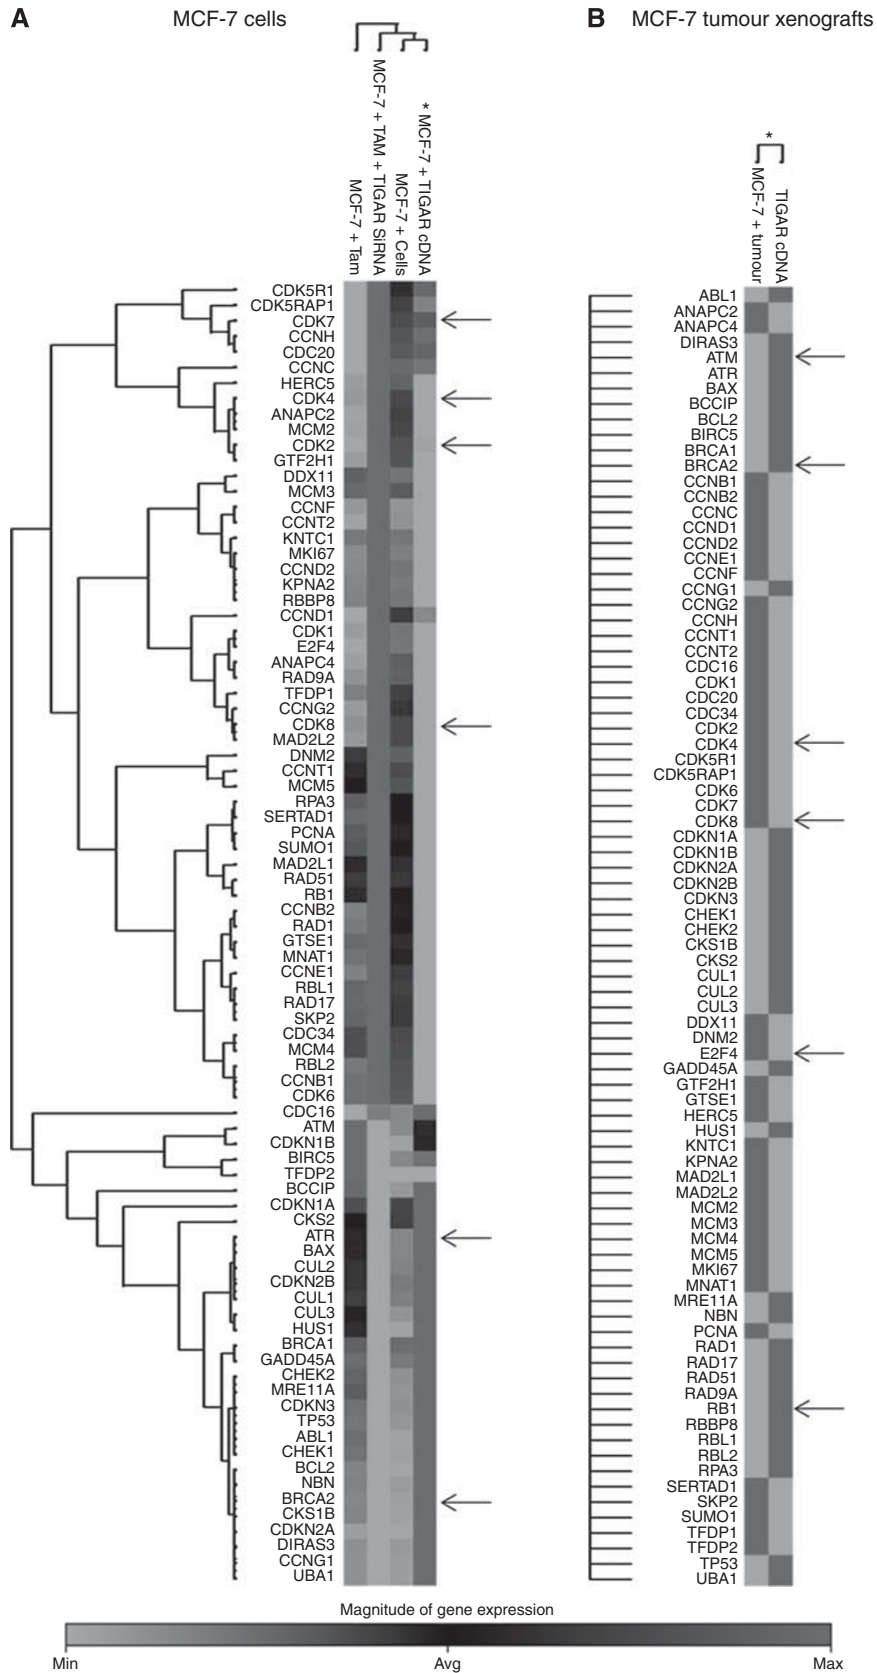 A
MCF-7 cells
MCF-7 + Tam
MCF-7 + TAM + TIGAR SiRNA
MCF-7 + Cells
* MCF-7 + TIGAR cDNA
CDK5R1
CDK5RAP1
CDK7
CCNH
CDC20
CCNC
HERC5
CDK4
ANAPC2
MCM2
CDK2
GTF2H1
DDX11
MCM3
CCNF
CCNT2
KNTC1
MKI67
CCND2
KPNA2
RBBP8
CCND1
CDK1
E2F4
ANAPC4
RAD9A
TFDP1
CCNG2
CDK8
MAD2L2
DNM2
CCNT1
MCM5
RPA3
SERTAD1
PCNA
SUMO1
MAD2L1
RAD51
RB1
CCNB2
RAD1
GTSE1
MNAT1
CCNE1
RBL1
RAD17
SKP2
CDC34
MCM4
RBL2
CCNB1
CDK6
CDC16
ATM
CDKN1B
BIRC5
TFDP2
BCCIP
CDKN1A
CKS2
ATR
BAX
CUL2
CDKN2B
CUL1
CUL3
HUS1
BRCA1
GADD45A
CHEK2
MRE11A
CDKN3
TP53
ABL1
CHEK1
BCL2
NBN
BRCA2
CKS1B
CDKN2A
DIRAS3
CCNG1
UBA1
B
MCF-7 tumour xenografts
*
MCF-7 + tumour
TIGAR cDNA
ABL1
ANAPC2
ANAPC4
DIRAS3
ATM
ATR
BAX
BCCIP
BCL2
BIRC5
BRCA1
BRCA2
CCNB1
CCNB2
CCNC
CCND1
CCND2
CCNE1
CCNF
CCNG1
CCNG2
CCNH
CCNT1
CCNT2
CDC16
CDK1
CDC20
CDC34
CDK2
CDK4
CDK5R1
CDK5RAP1
CDK6
CDK7
CDK8
CDKN1A
CDKN1B
CDKN2A
CDKN2B
CDKN3
CHEK1
CHEK2
CKS1B
CKS2
CUL1
CUL2
CUL3
DDX11
DNM2
E2F4
GADD45A
GTF2H1
GTSE1
HERC5
HUS1
KNTC1
KPNA2
MAD2L1
MAD2L2
MCM2
MCM3
MCM4
MCM5
MKI67
MNAT1
MRE11A
NBN
PCNA
RAD1
RAD17
RAD51
RAD9A
RB1
RBBP8
RBL1
RBL2
RPA3
SERTAD1
SKP2
SUMO1
TFDP1
TFDP2
TP53
UBA1
Magnitude of gene expression
Min
Avg
Max